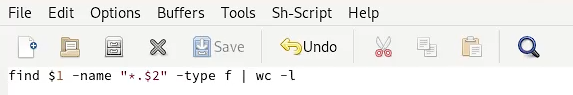 File Edit Options Buffers Tools Sh-Script Help
Save Undo
find $1 -name "*.$2" -type f | wc -l